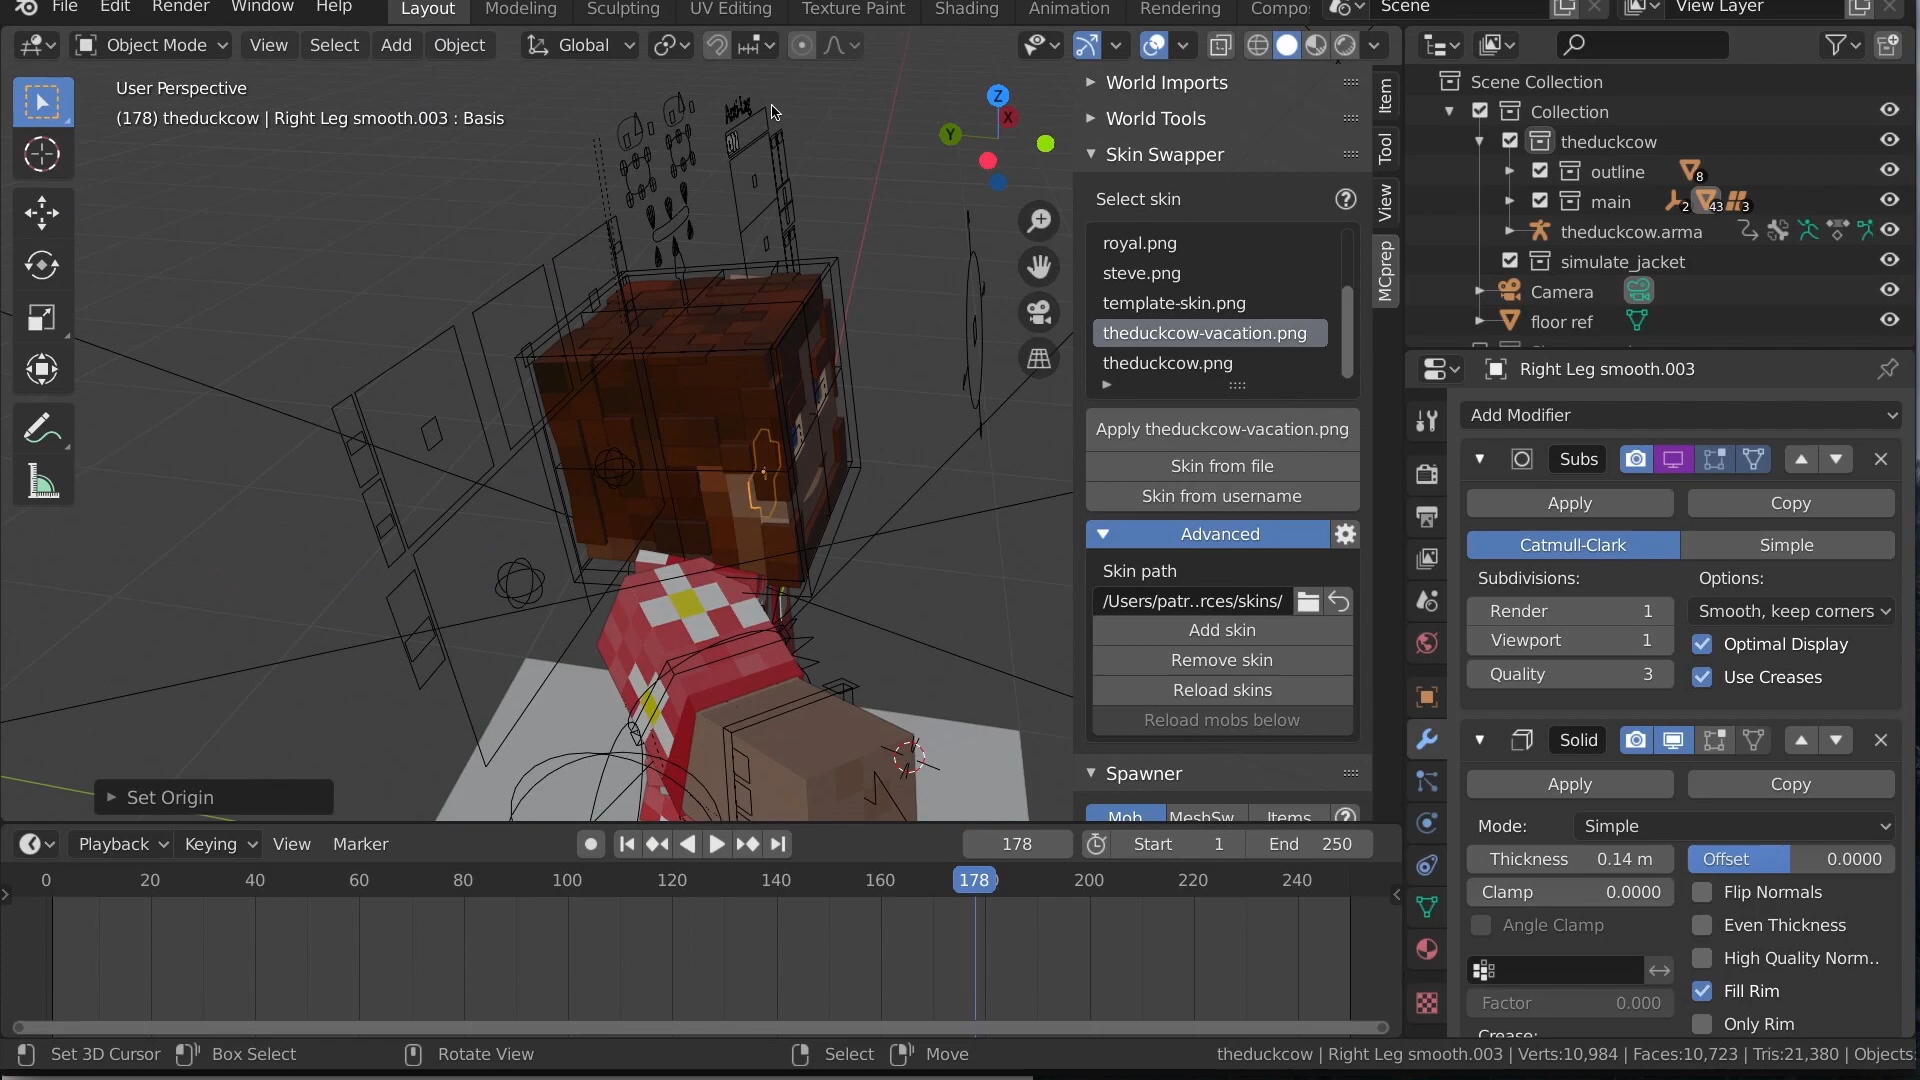 File Edit Render Window Help Layout Modeling Sculpting UV Editing Texture Paint Shading Animation Rendering Compo Scene View Layer
Object Mode View Select Add Object Global
User Perspective
(178) theduckcow | Right Leg smooth.003 : Basis
Z
X
Y
World Imports
World Tools
Skin Swapper
Select skin
royal.png
steve.png
template-skin.png
theduckcow-vacation.png
theduckcow.png
Apply theduckcow-vacation.png
Skin from file
Skin from username
Advanced
Skin path
/Users/patr..rces/skins/
Add skin
Remove skin
Reload skins
Reload mobs below
Spawner
Mob MeshSw Items
Item
Tool
View
MCprep
Scene Collection
Collection
theduckcow
outline 8
main 2 43 3
theduckcow.arma
simulate_jacket
Camera
floor ref
Right Leg smooth.003
Add Modifier
Subs
Apply Copy
Catmull-Clark Simple
Subdivisions: Options:
Render 1 Smooth, keep corners
Viewport 1 Optimal Display
Quality 3 Use Creases
Solid
Apply Copy
Mode: Simple
Thickness 0.14 m Offset 0.0000
Clamp 0.0000 Flip Normals
Angle Clamp Even Thickness
High Quality Norm..
Factor 0.000 Fill Rim
Crease: Only Rim
Set Origin
Playback Keying View Marker 178 Start 1 End 250
0 20 40 60 80 100 120 140 160 178 200 220 240
Set 3D Cursor Box Select Rotate View Select Move theduckcow | Right Leg smooth.003 | Verts:10,984 | Faces:10,723 | Tris:21,380 | Objects: